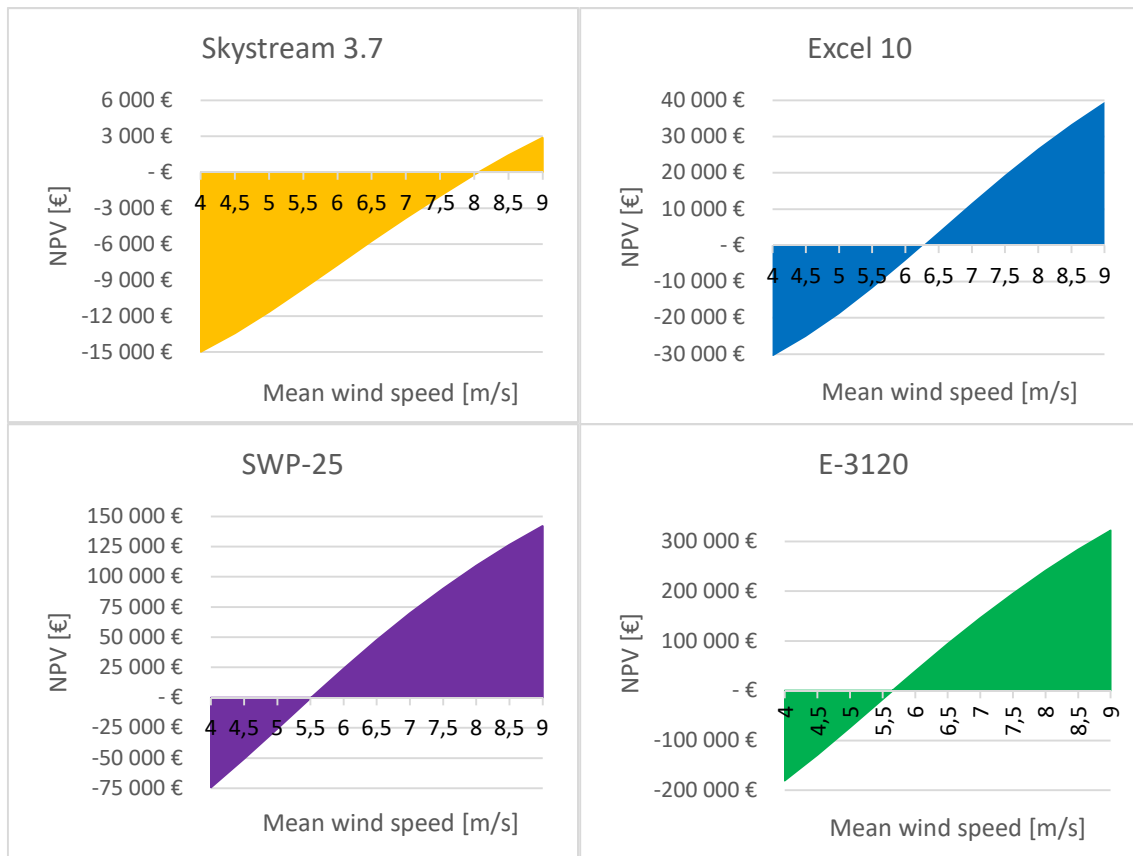 Skystream 3.7
6 000 €
3 000 €
- €
-3 000 €
-6 000 €
-9 000 €
-12 000 €
-15 000 €
NPV [€]
4 4,5 5 5,5 6 6,5 7 7,5 8 8,5 9
Mean wind speed [m/s]
Excel 10
40 000 €
30 000 €
20 000 €
10 000 €
- €
-10 000 €
-20 000 €
-30 000 €
NPV [€]
4 4,5 5 5,5 6 6,5 7 7,5 8 8,5 9
Mean wind speed [m/s]
SWP-25
150 000 €
125 000 €
100 000 €
75 000 €
50 000 €
25 000 €
- €
-25 000 €
-50 000 €
-75 000 €
NPV [€]
4 4,5 5 5,5 6 6,5 7 7,5 8 8,5 9
Mean wind speed [m/s]
E-3120
300 000 €
200 000 €
100 000 €
- €
-100 000 €
-200 000 €
NPV [€]
4 4,5 5 5,5 6 6,5 7 7,5 8 8,5 9
Mean wind speed [m/s]